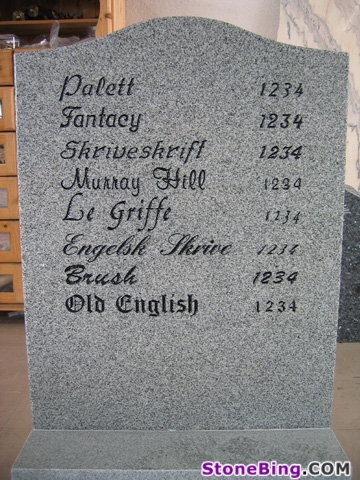 Palett 1234
Fantacy 1234
Skriveskrift 1234
Murray Hill 1234
Le Griffe 1234
Engelsk Skrive 1234
Brush 1234
Old English 1234
StoneBing.com